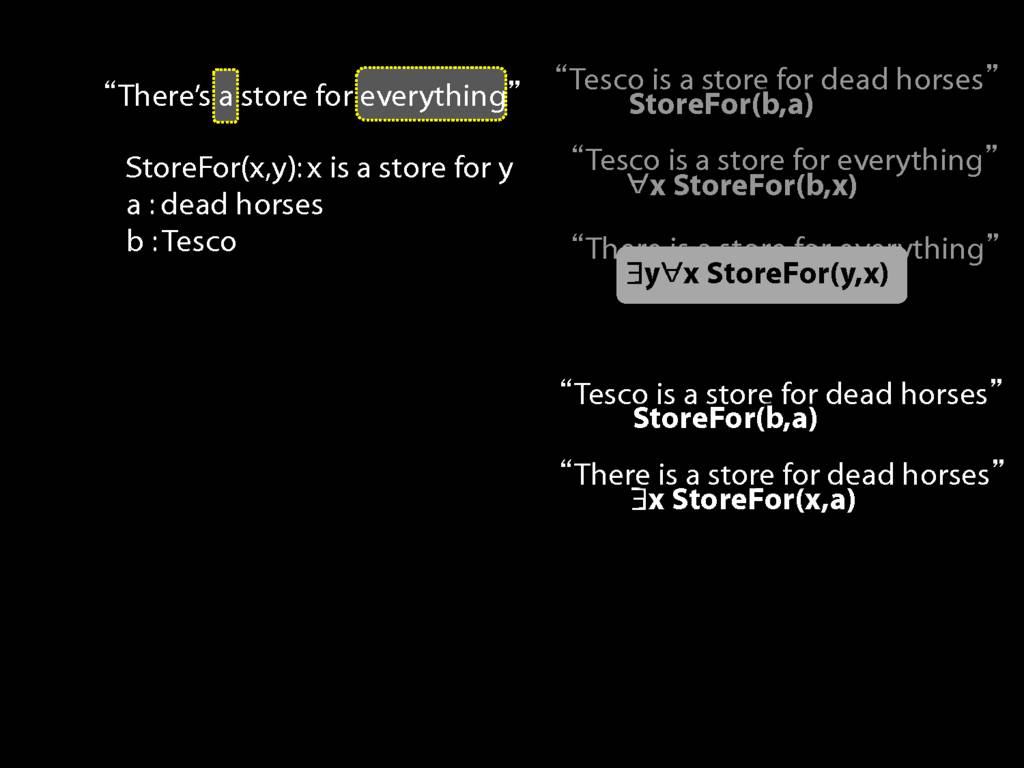 “There’s a store for everything”
StoreFor(x,y): x is a store for y
a : dead horses
b : Tesco
“Tesco is a store for dead horses”
StoreFor(b,a)
“Tesco is a store for everything”
∀x StoreFor(b,x)
“There is a store for everything”
∃y∀x StoreFor(y,x)
“Tesco is a store for dead horses”
StoreFor(b,a)
“There is a store for dead horses”
∃x StoreFor(x,a)